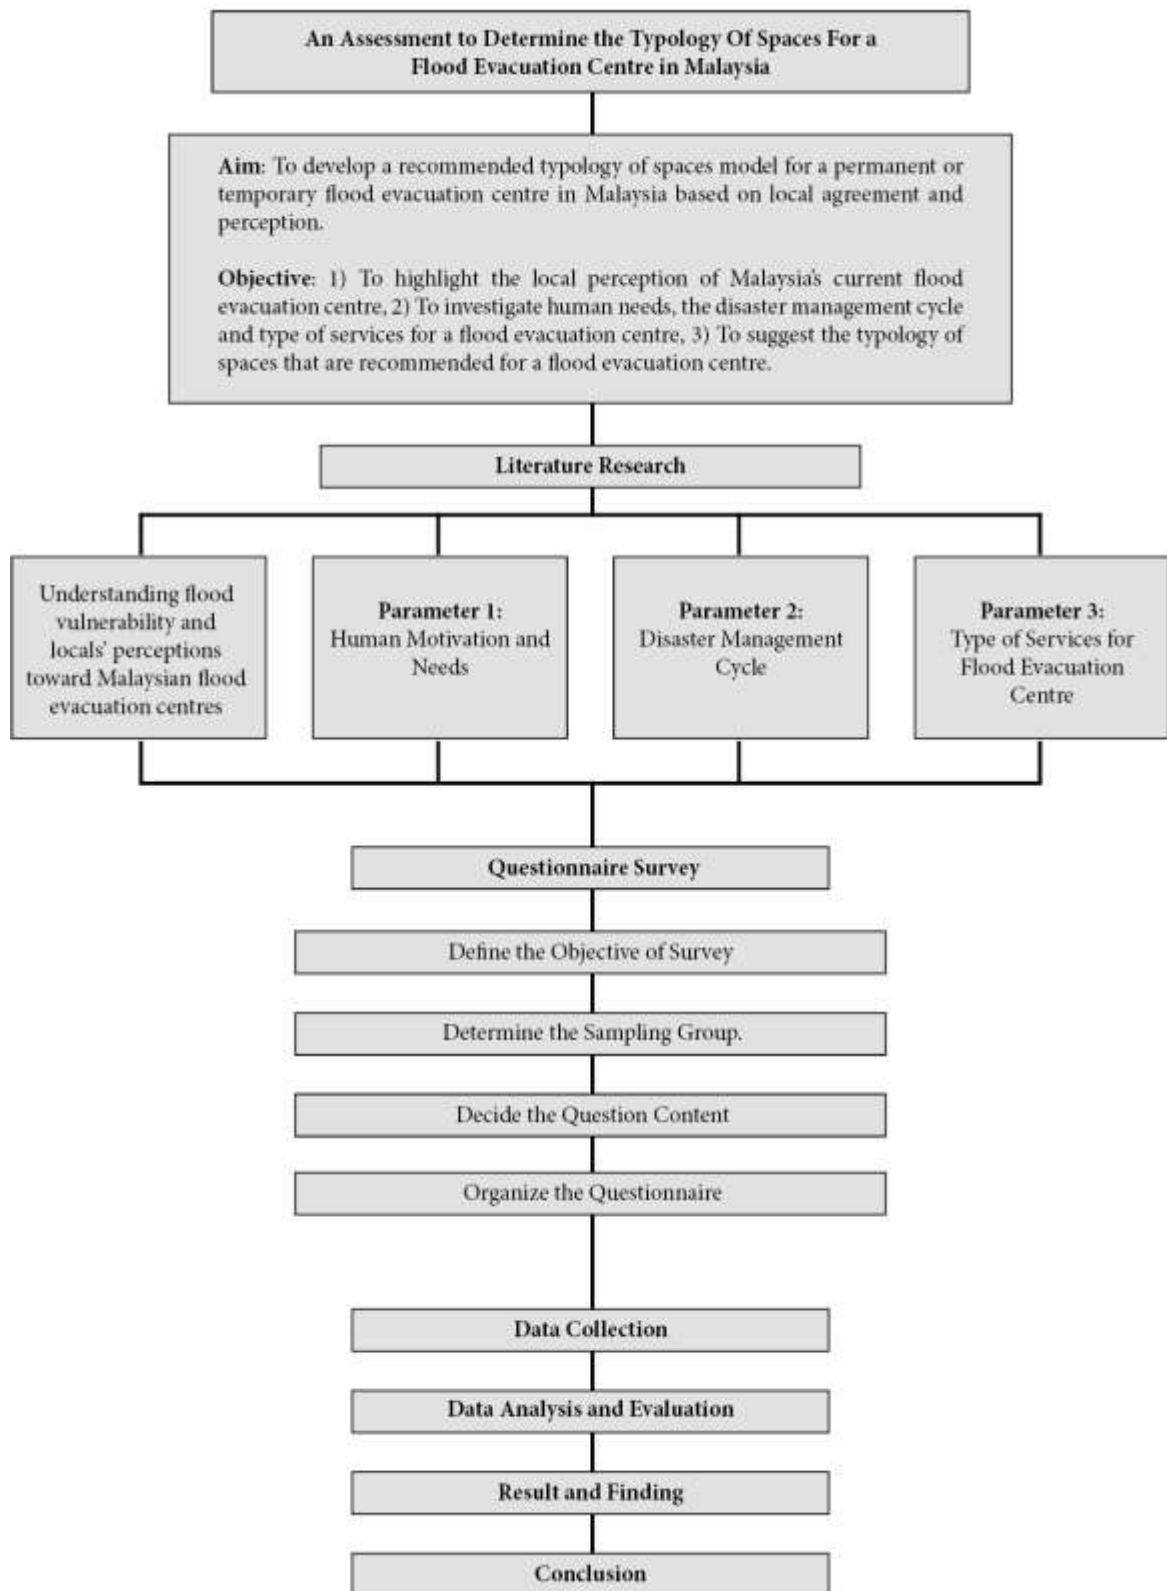 An Assessment to Determine the Typology Of Spaces For a
Flood Evacuation Centre in Malaysia
Aim: To develop a recommended typology of spaces model for a permanent or
temporary flood evacuation centre in Malaysia based on local agreement and
perception.
Objective: 1) To highlight the local perception of Malaysia's current flood
evacuation centre, 2) To investigate human needs, the disaster management cycle
and type of services for a flood evacuation centre, 3) To suggest the typology of
spaces that are recommended for a flood evacuation centre.
Literature Research
Understanding flood
vulnerability and
locals' perceptions
toward Malaysian flood
evacuation centres
Parameter 1:
Human Motivation and
Needs
Parameter 2:
Disaster Management
Cycle
Parameter 3:
Type of Services for
Flood Evacuation
Centre
Questionnaire Survey
Define the Objective of Survey
Determine the Sampling Group.
Decide the Question Content
Organize the Questionnaire
Data Collection
Data Analysis and Evaluation
Result and Finding
Conclusion